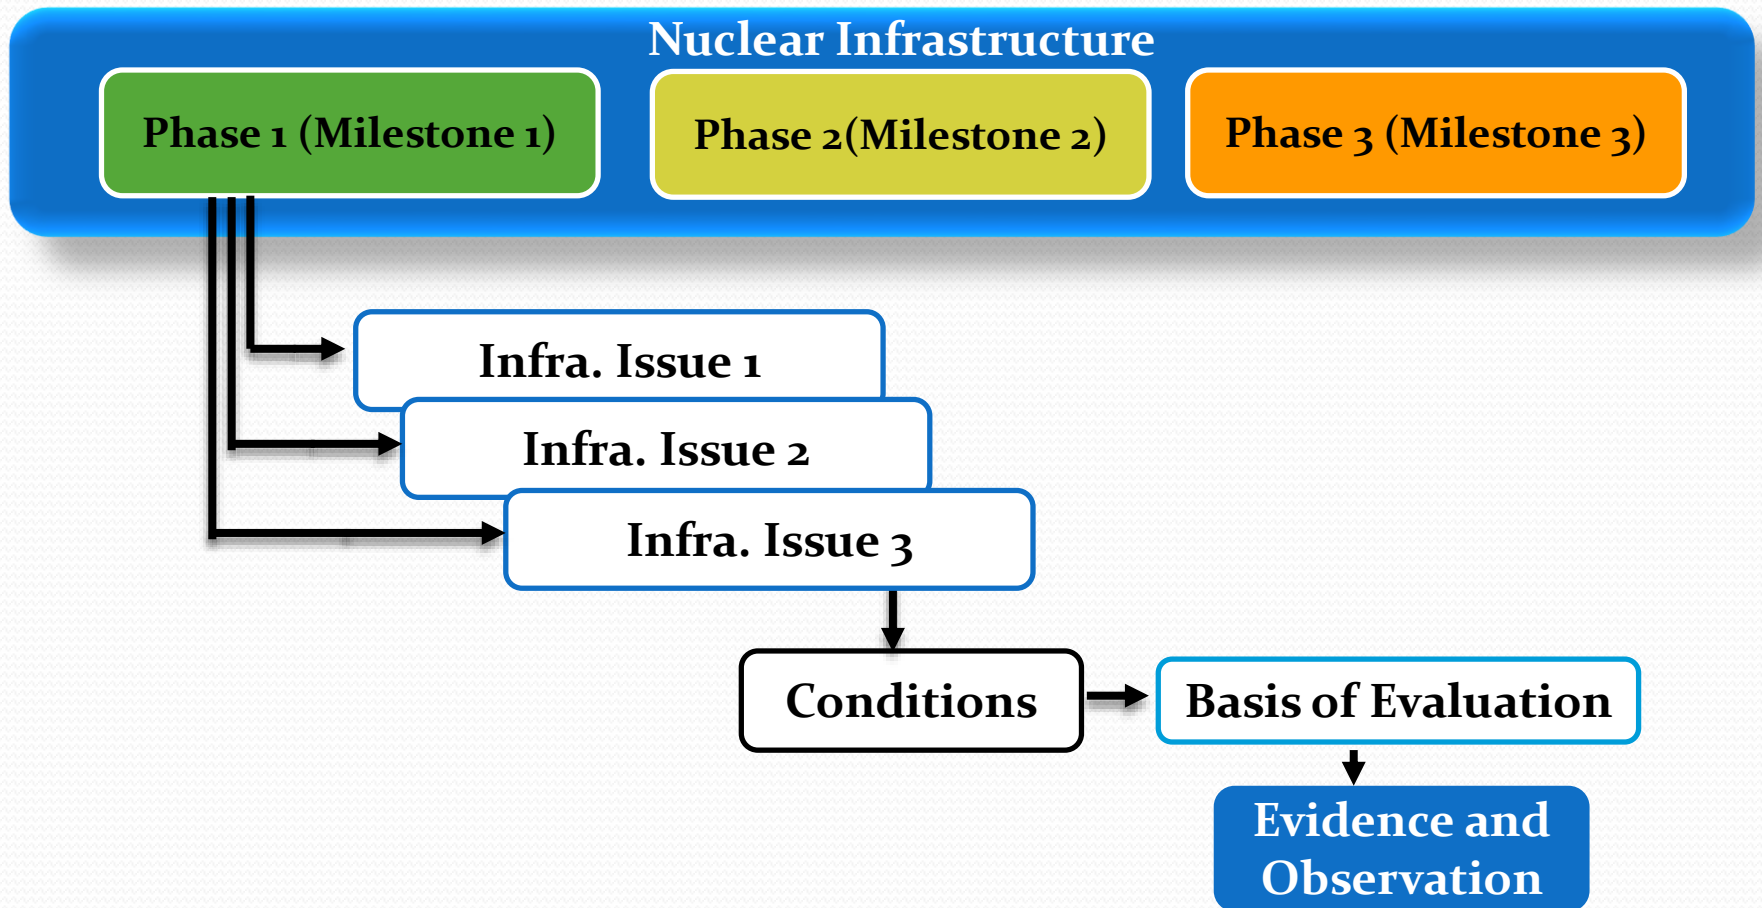 Nuclear Infrastructure
Phase 1 (Milestone 1)
Phase 2(Milestone 2)
Phase 3 (Milestone 3)
Infra. Issue 1
Infra. Issue 2
Infra. Issue 3
Conditions
Basis of Evaluation
Evidence and
Observation